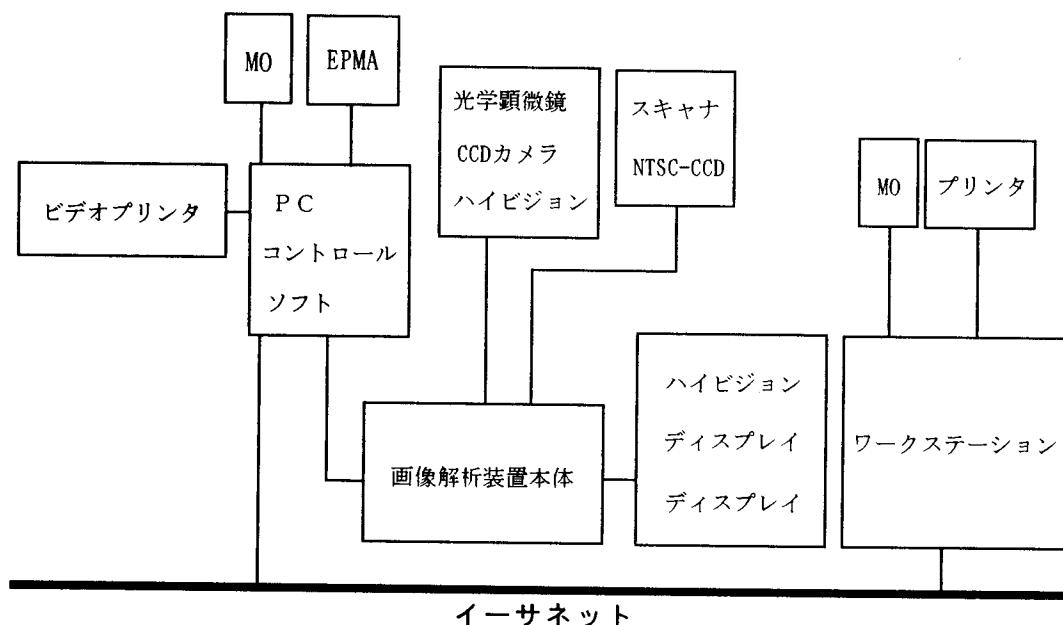 MO
EPMA
光学顕微鏡
CCDカメラ
ハイビジョン
スキャナ
NTSC-CCD
MO
プリンタ
ビデオプリンタ
ＰＣ
コントロール
ソフト
ハイビジョン
ディスプレイ
ディスプレイ
画像解析装置本体
ワークステーション
イーサネット